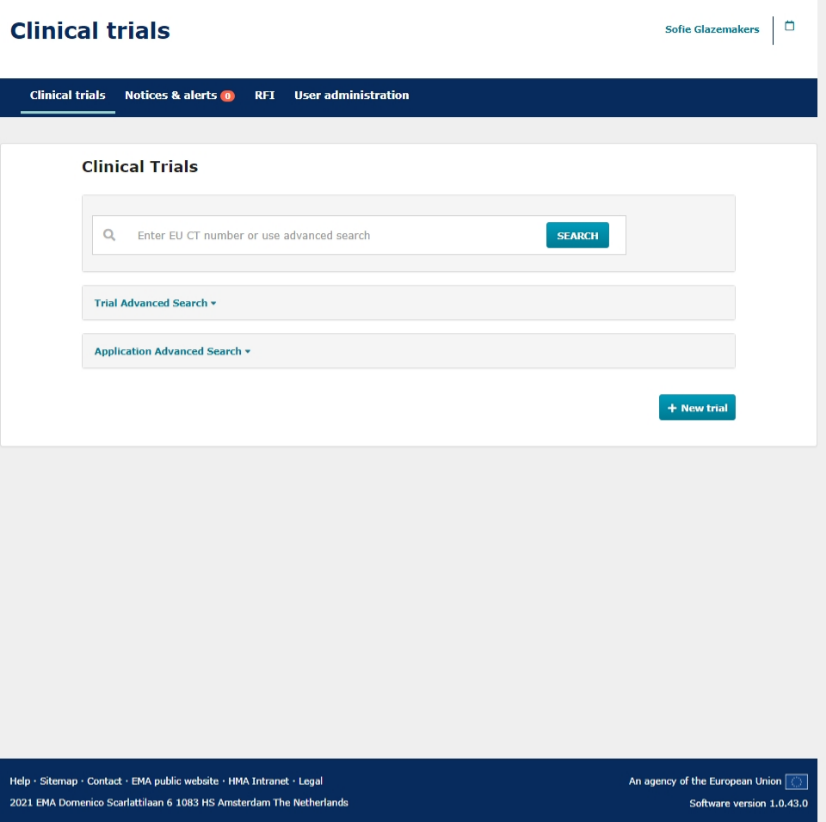 Clinical trials
Sofie Glazemakers
Clinical trials Notices & alerts 0 RFI User administration
Clinical Trials
Enter EU CT number or use advanced search SEARCH
Trial Advanced Search
Application Advanced Search
+ New trial
Help · Sitemap · Contact · EMA public website · HMA Intranet · Legal An agency of the European Union
2021 EMA Domenico Scarlattilaan 6 1083 HS Amsterdam The Netherlands Software version 1.0.43.0